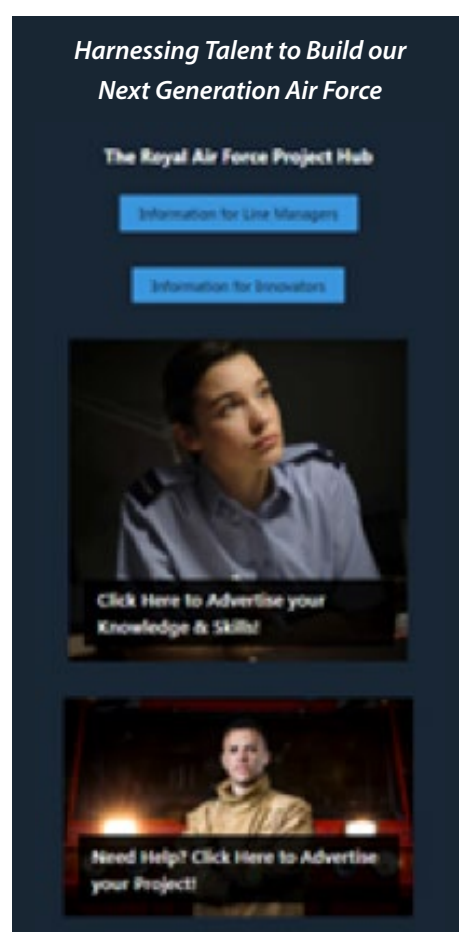 Harnessing Talent to Build our
Next Generation Air Force
The Royal Air Force Project Hub
Information for Line Managers
Information for Innovators
Click Here to Advertise your
Knowledge & Skills!
Need Help? Click Here to Advertise
your Project!